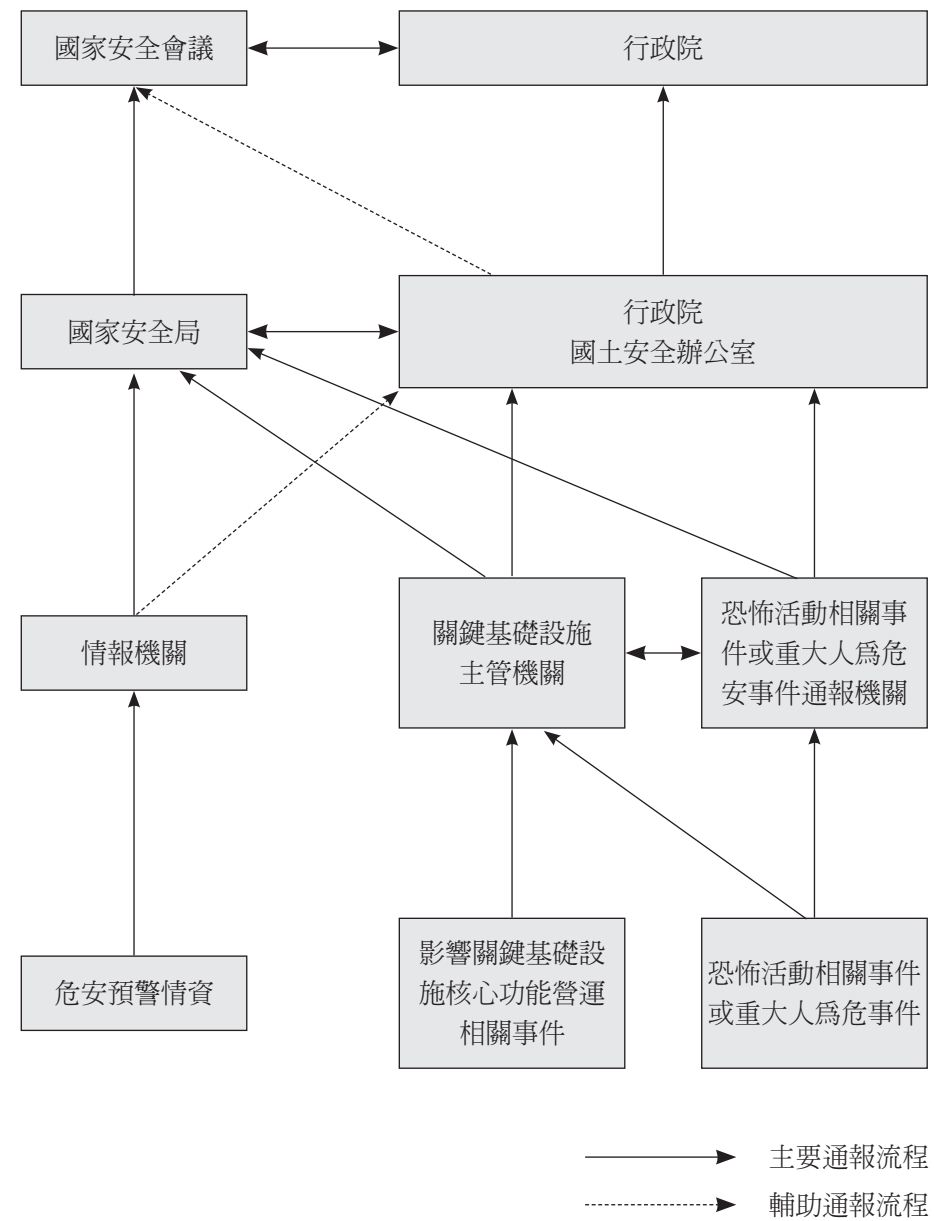 國家安全會議
行政院
國家安全局
行政院
國土安全辦公室
情報機關
關鍵基礎設施
主管機關
恐怖活動相關事
件或重大人爲危
安事件通報機關
危安預警情資
影響關鍵基礎設
施核心功能營運
相關事件
恐怖活動相關事件
或重大人爲危事件
主要通報流程
輔助通報流程